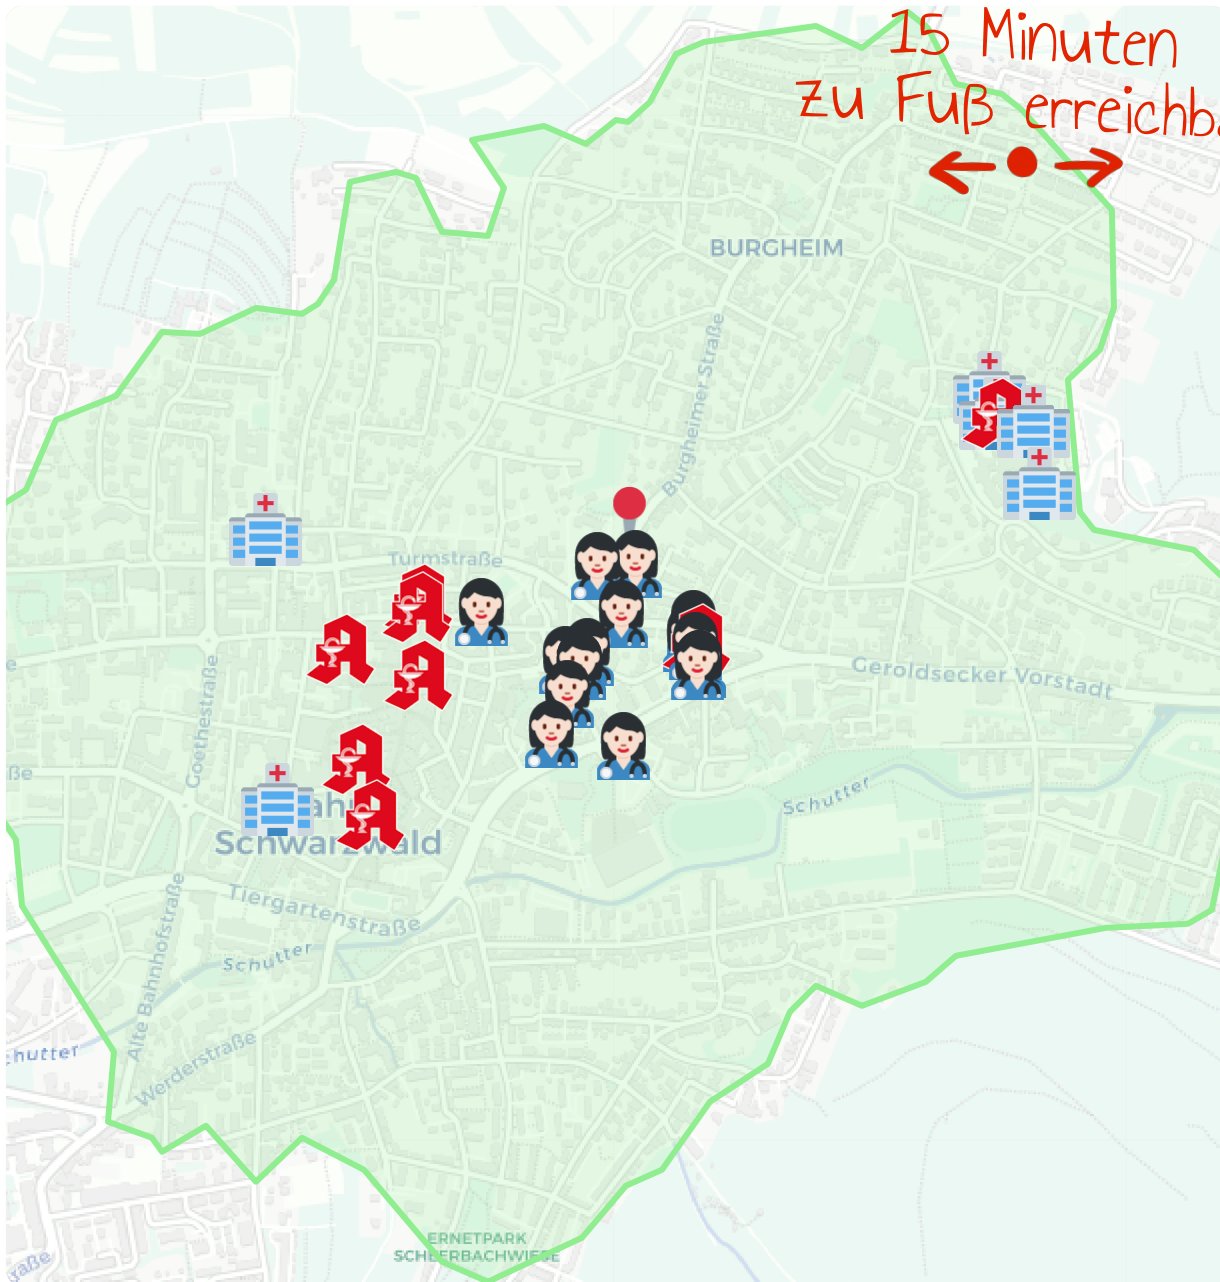 15 Minuten
zu Fuß erreichb.
BURGHEIM
Burgheimer Straße
Turmstraße
Geroldsecker Vorstadt
Goethestraße
Schutter
Schwarzwald
Tiergartenstraße
Schutter
Alte Bahnhofstraße
Werderstraße
ERNETPARK
SCHEERBACHWIESE